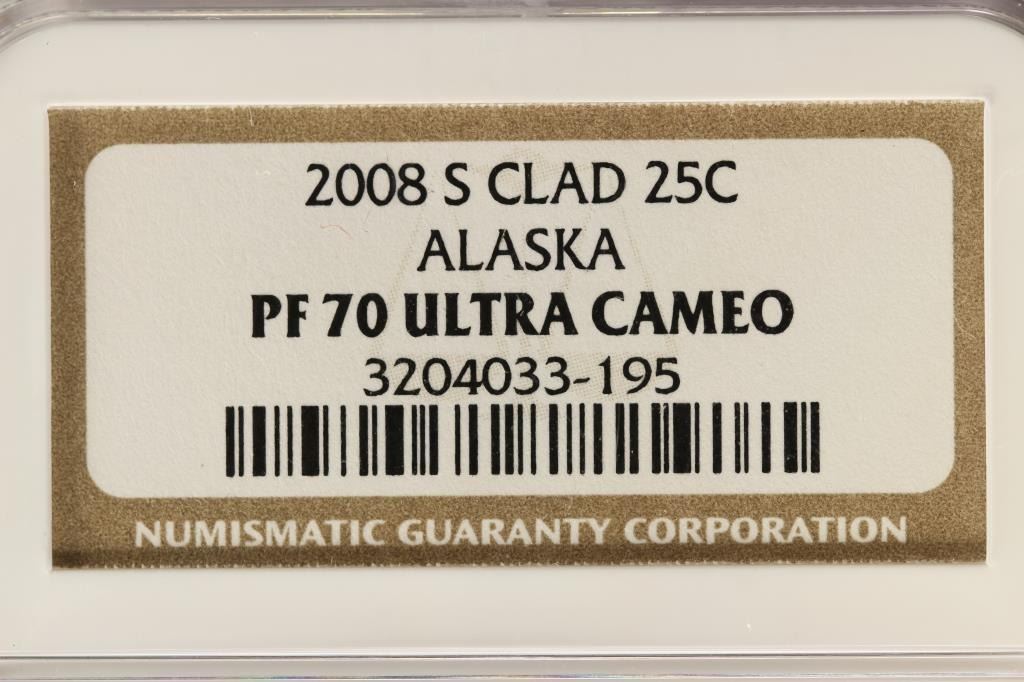 2008 S CLAD 25C
ALASKA
PF 70 ULTRA CAMEO
3204033-195
NUMISMATIC GUARANTY CORPORATION